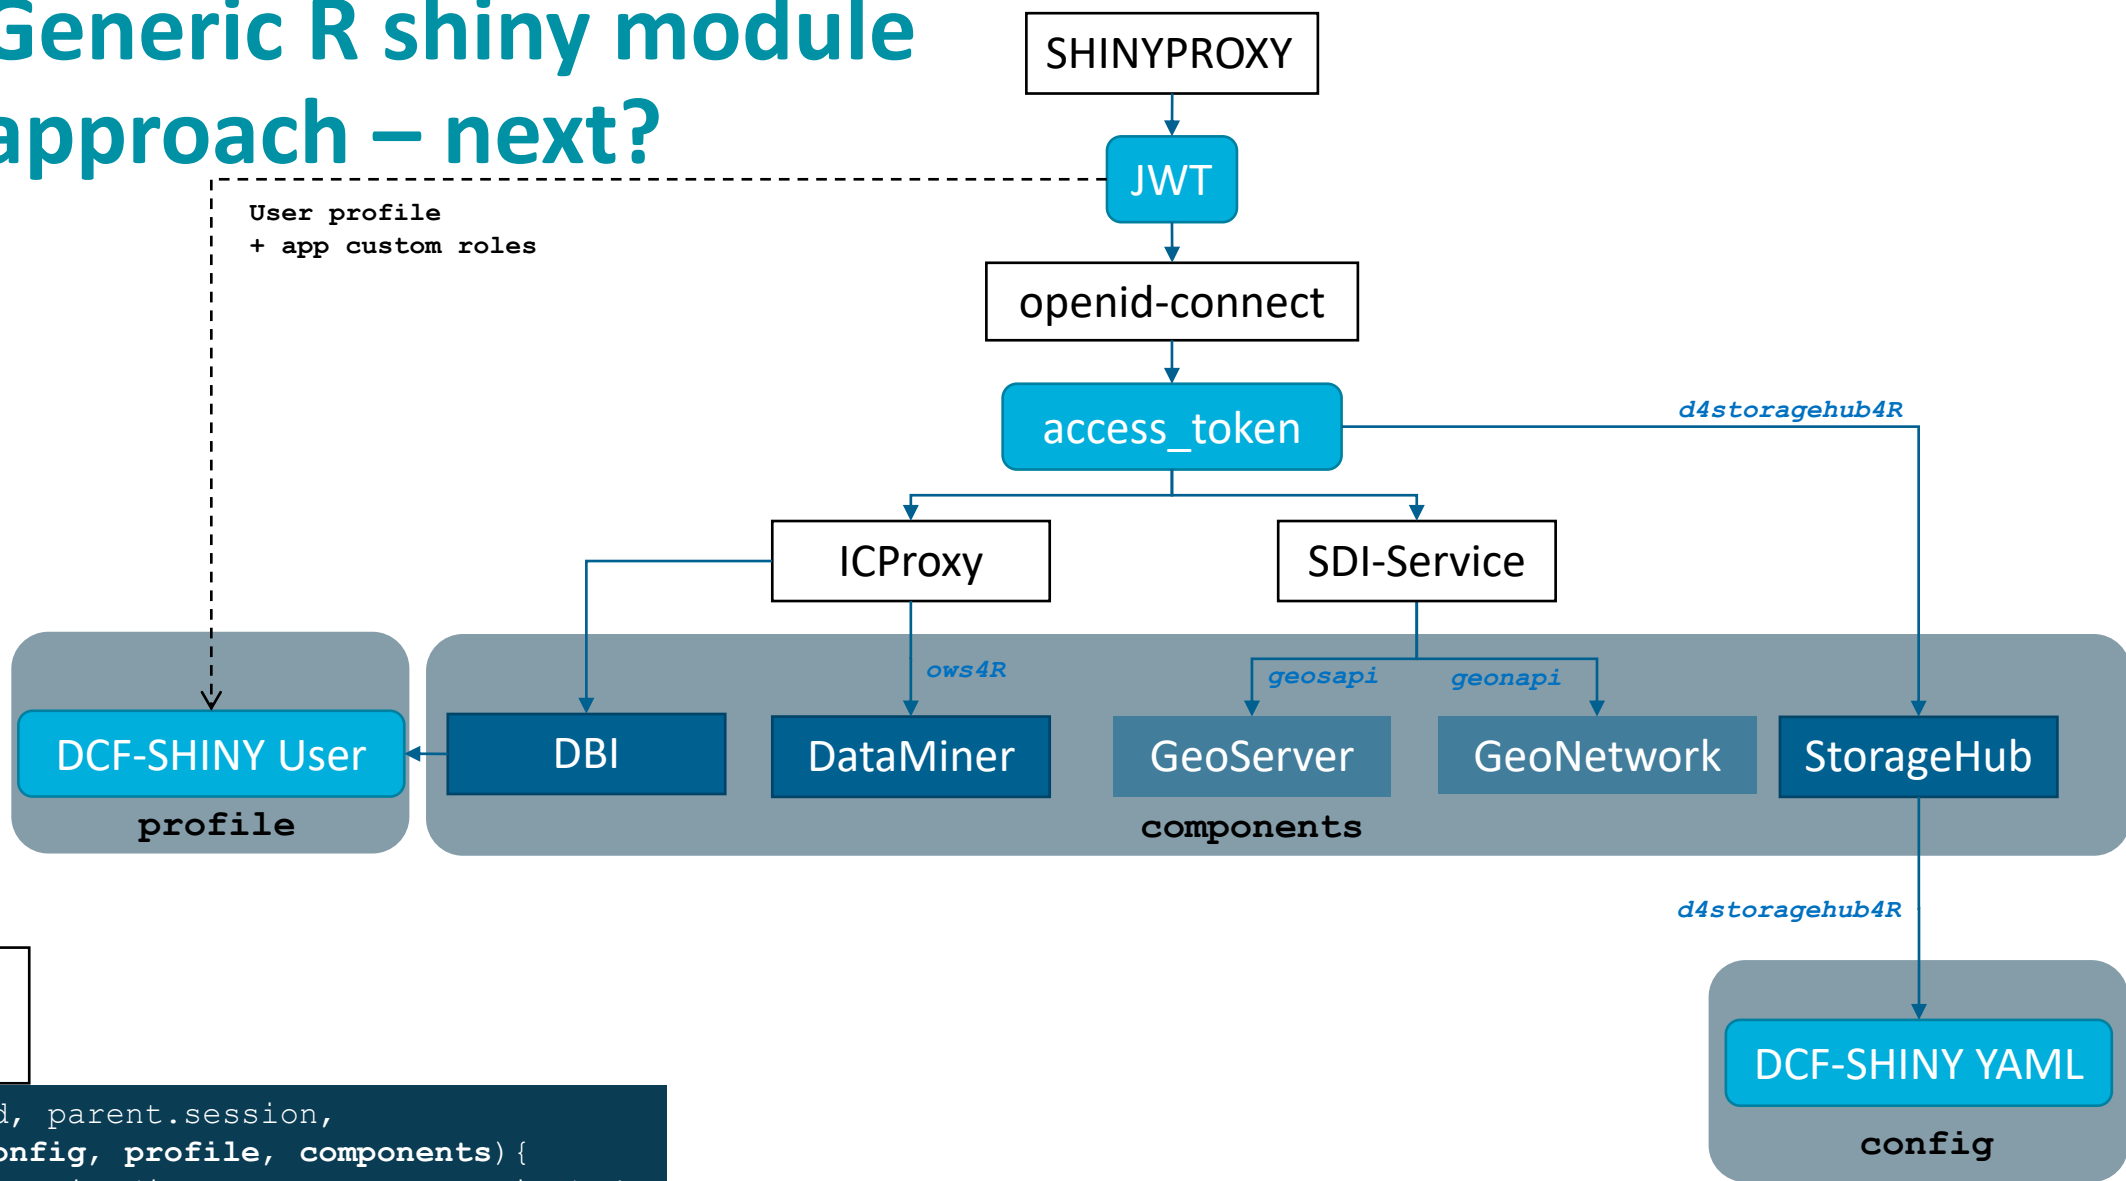 Generic R shiny module
approach – next?
SHINYPROXY
JWT
User profile
+ app custom roles
openid-connect
access_token
d4storagehub4R
ICProxy
SDI-Service
ows4R
geosapi
geonapi
DCF-SHINY User
DBI
DataMiner
GeoServer
GeoNetwork
StorageHub
profile
components
d4storagehub4R
DCF-SHINY YAML
config
parent.session,
profile, components){